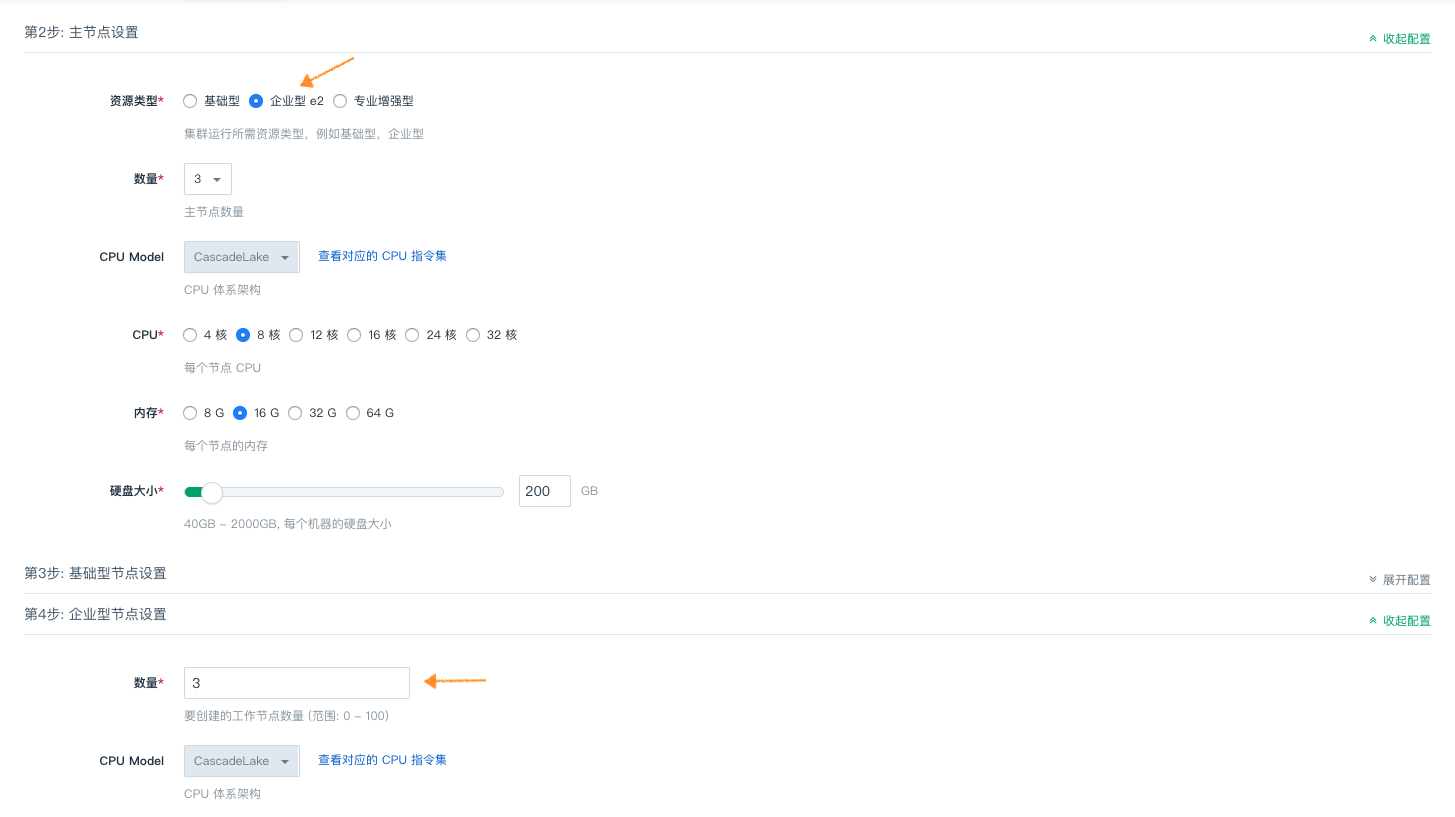 第2步: 主节点设置
收起配置
资源类型* 基础型 企业型 e2 专业增强型
集群运行所需资源类型，例如基础型，企业型
数量* 3
主节点数量
CPU Model CascadeLake 查看对应的 CPU 指令集
CPU 体系架构
CPU* 4 核 8 核 12 核 16 核 24 核 32 核
每个节点 CPU
内存* 8 G 16 G 32 G 64 G
每个节点的内存
硬盘大小* 200 GB
40GB – 2000GB, 每个机器的硬盘大小
第3步: 基础型节点设置
展开配置
第4步: 企业型节点设置
收起配置
数量* 3
要创建的工作节点数量 (范围: 0 – 100)
CPU Model CascadeLake 查看对应的 CPU 指令集
CPU 体系架构